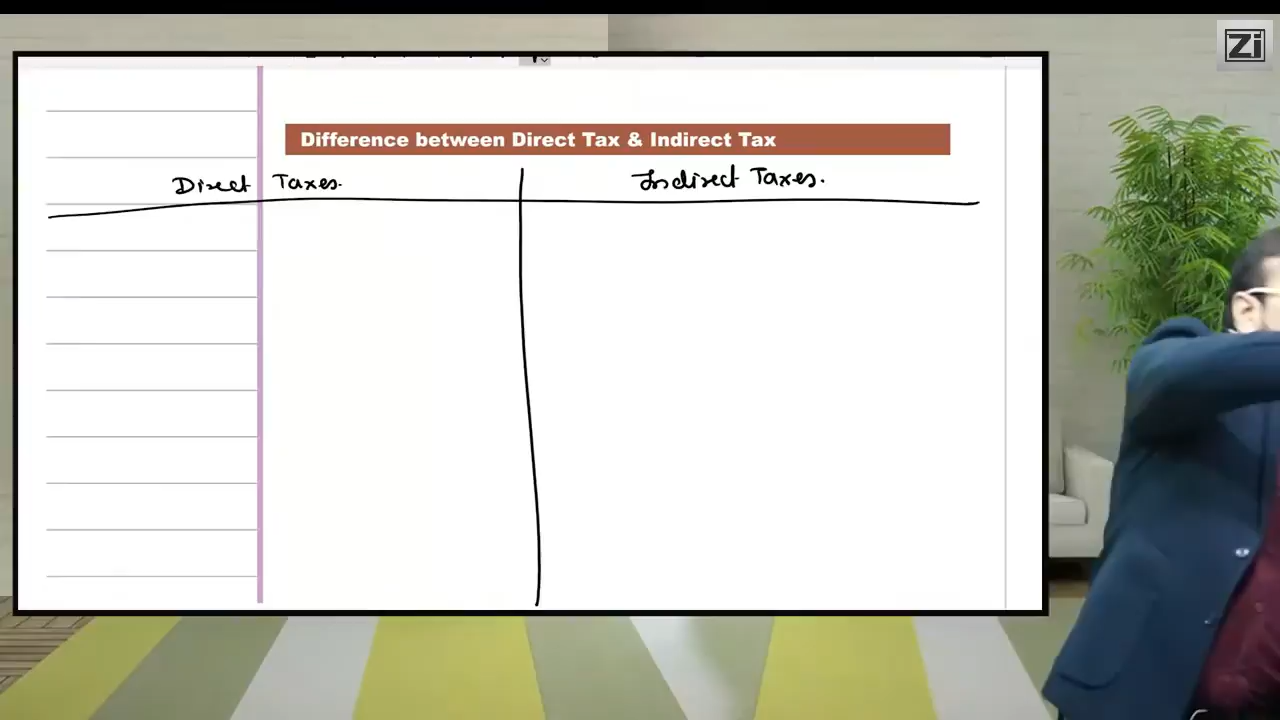 Zi
Difference between Direct Tax & Indirect Tax
Direct Taxes.
Indirect Taxes.